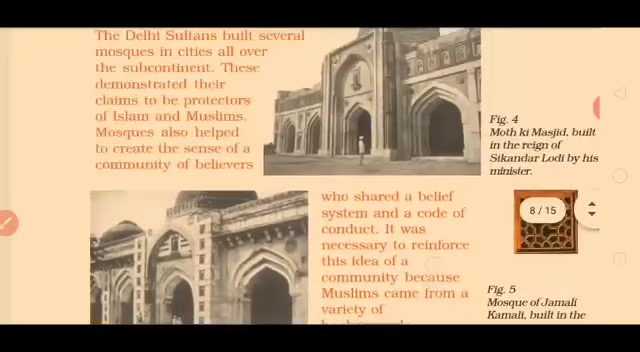 The Delhi Sultans built several
mosques in cities all over
the subcontinent. These
demonstrated their
claims to be protectors
of Islam and Muslims.
Mosques also helped
to create the sense of a
community of believers
Fig. 4
Moth ki Masjid, built
in the reign of
Sikandar Lodi by his
minister.
who shared a belief
system and a code of
conduct. It was
necessary to reinforce
this idea of a
community because
Muslims came from a
variety of
8 / 15
Fig. 5
Mosque of Jamali
Kamali, built in the